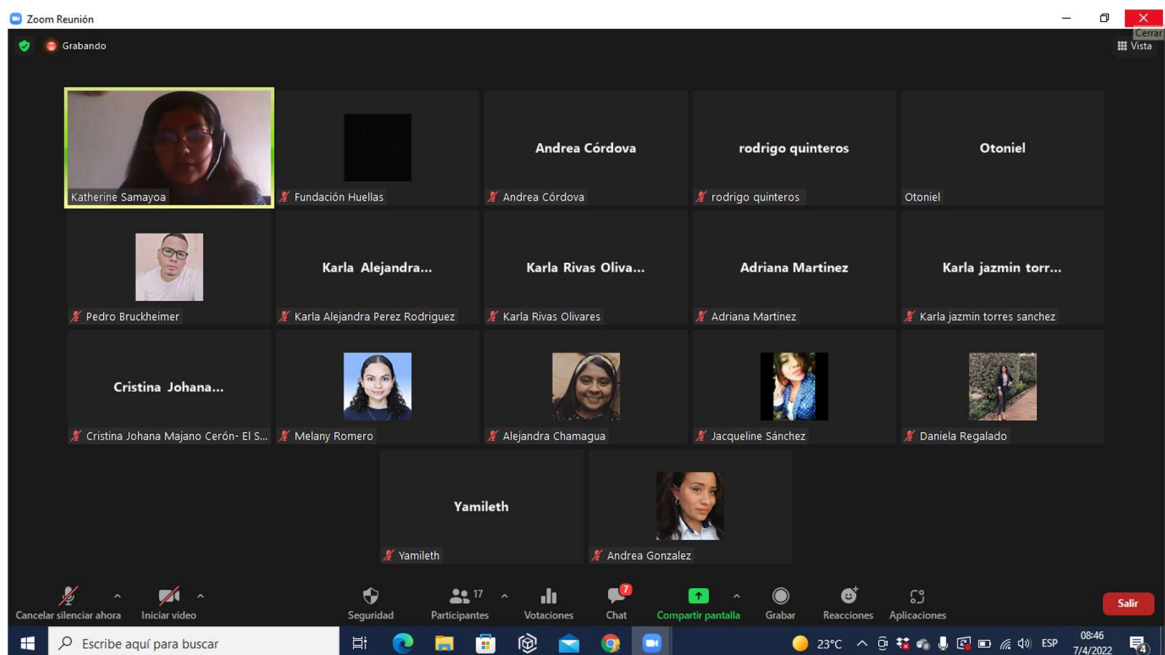 Zoom Reunión
Cerrar
Grabando
Vista
Katherine Samayoa
Fundación Huellas
Andrea Córdova
Andrea Córdova
rodrigo quinteros
rodrigo quinteros
Otoniel
Otoniel
Pedro Bruckheimer
Karla Alejandra...
Karla Alejandra Perez Rodriguez
Karla Rivas Oliva...
Karla Rivas Olivares
Adriana Martinez
Adriana Martinez
Karla jazmin torr...
Karla jazmin torres sanchez
Cristina Johana...
Cristina Johana Majano Cerón- El S...
Melany Romero
Alejandra Chamagua
Jacqueline Sánchez
Daniela Regalado
Yamileth
Yamileth
Andrea Gonzalez
Cancelar silenciar ahora
Iniciar video
Seguridad
17
Participantes
Votaciones
7
Chat
Compartir pantalla
Grabar
Reacciones
Aplicaciones
Salir
Escribe aquí para buscar
23°C
ESP
08:46
7/4/2022
4